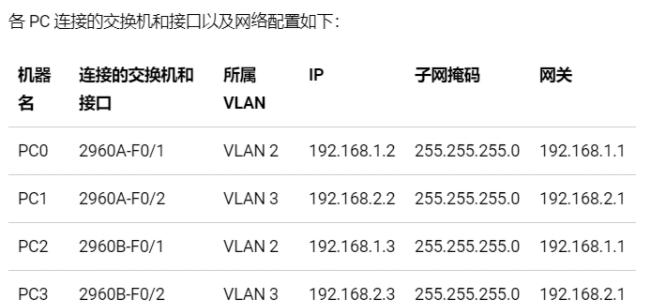 各 PC 连接的交换机和接口以及网络配置如下：
机器名 连接的交换机和接口 所属 VLAN IP 子网掩码 网关
PC0 2960A-F0/1 VLAN 2 192.168.1.2 255.255.255.0 192.168.1.1
PC1 2960A-F0/2 VLAN 3 192.168.2.2 255.255.255.0 192.168.2.1
PC2 2960B-F0/1 VLAN 2 192.168.1.3 255.255.255.0 192.168.1.1
PC3 2960B-F0/2 VLAN 3 192.168.2.3 255.255.255.0 192.168.2.1